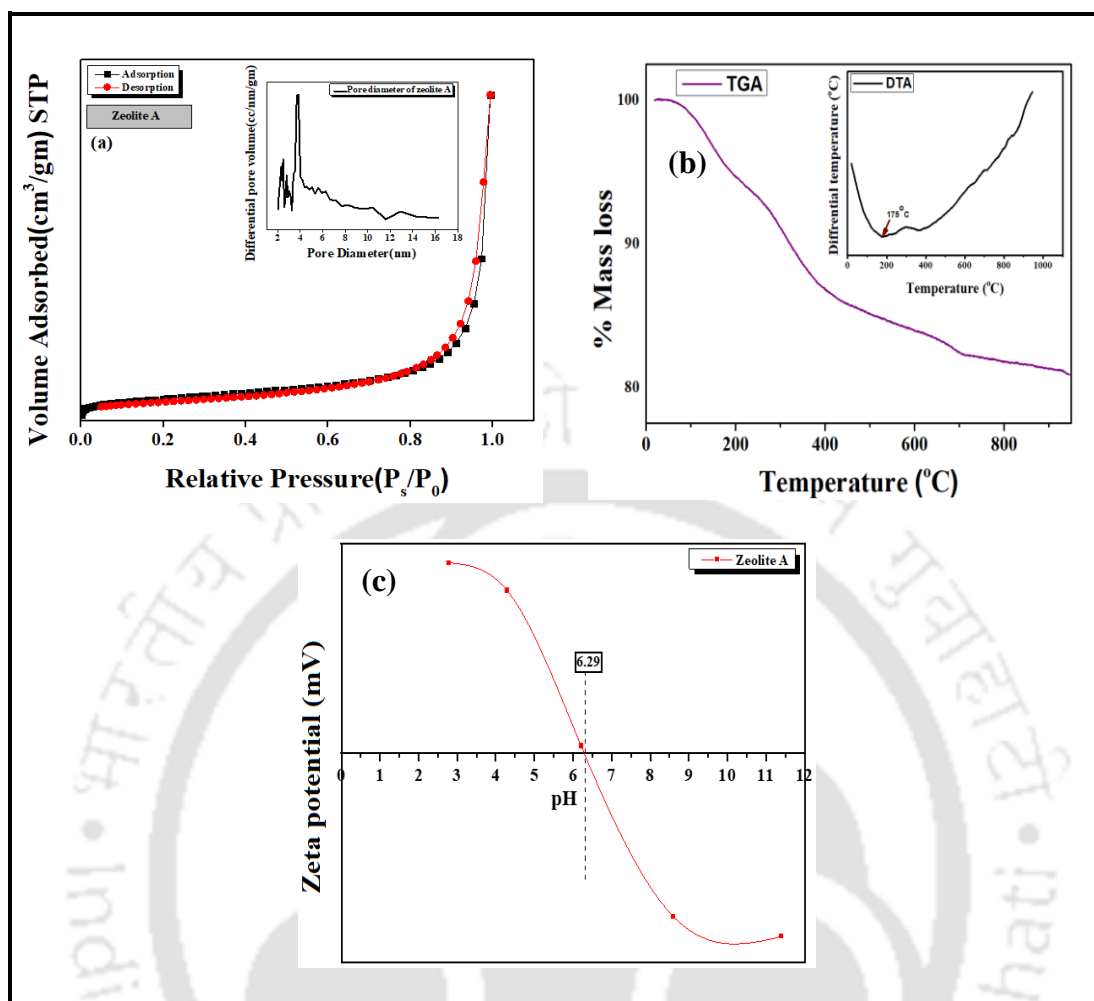 Adsorption
Desorption
Zeolite A
(a)
Volume Adsorbed(cm³/gm) STP
Pore diameter of zeolite A
Differential pore volume(cc/nm/gm)
2 4 6 8 10 12 14 16 18
Pore Diameter(nm)
0.0 0.2 0.4 0.6 0.8 1.0
Relative Pressure(Pₛ/P₀)
TGA
(b)
% Mass loss
100
90
80
DTA
Diffrential temperature (°C)
175°C
0 200 400 600 800 1000
Temperature (°C)
0 200 400 600 800
Temperature (°C)
(c)
Zeolite A
Zeta potential (mV)
6.29
0 1 2 3 4 5 6 7 8 9 10 11 12
pH
भारतीय
गुवाहाटी
hati